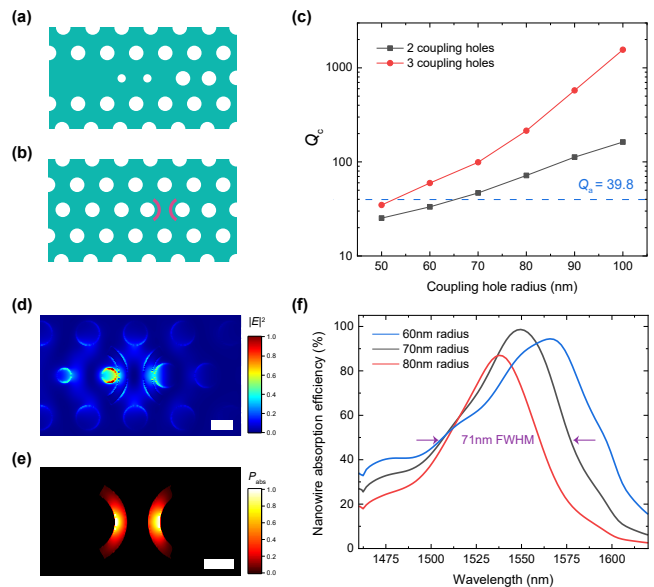 (a)
(b)
(c)
2 coupling holes
3 coupling holes
Qc
1000
100
10
Qa = 39.8
50 60 70 80 90 100
Coupling hole radius (nm)
(d)
|E|²
1.0
0.8
0.6
0.4
0.2
0.0
(e)
Pabs
1.0
0.8
0.6
0.4
0.2
0.0
(f)
60nm radius
70nm radius
80nm radius
71nm FWHM
Nanowire absorption efficiency (%)
100
80
60
40
20
0
1475 1500 1525 1550 1575 1600
Wavelength (nm)